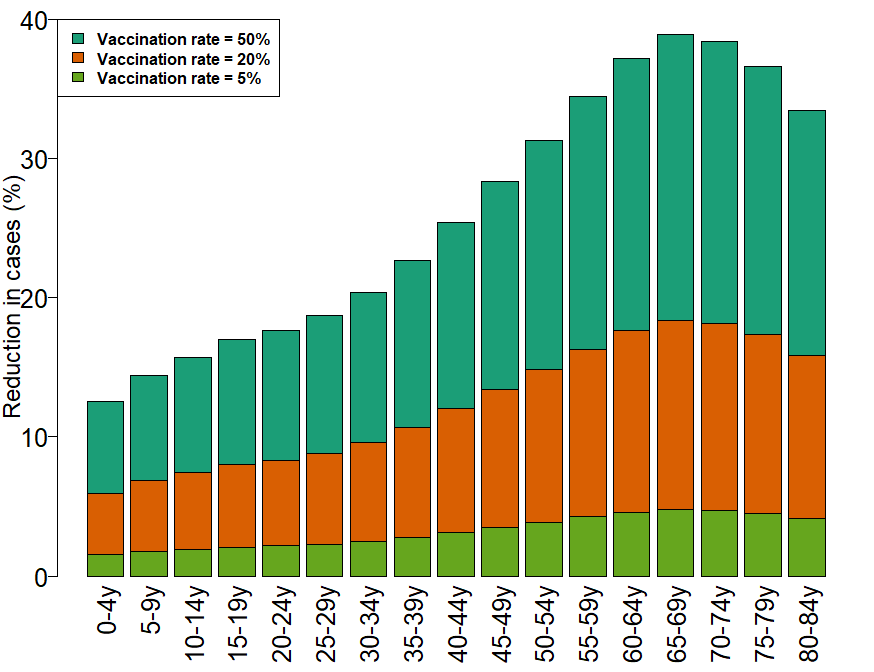 40
30
20
10
0
Reduction in cases (%)
Vaccination rate = 50%
Vaccination rate = 20%
Vaccination rate = 5%
0-4y
5-9y
10-14y
15-19y
20-24y
25-29y
30-34y
35-39y
40-44y
45-49y
50-54y
55-59y
60-64y
65-69y
70-74y
75-79y
80-84y